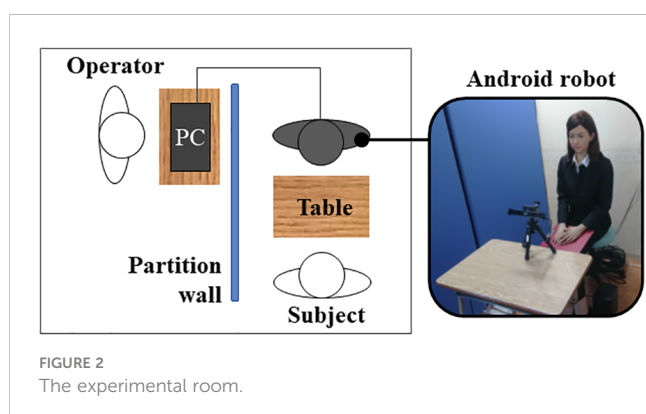 Operator
Android robot
PC
Table
Partition
wall
Subject
FIGURE 2
The experimental room.